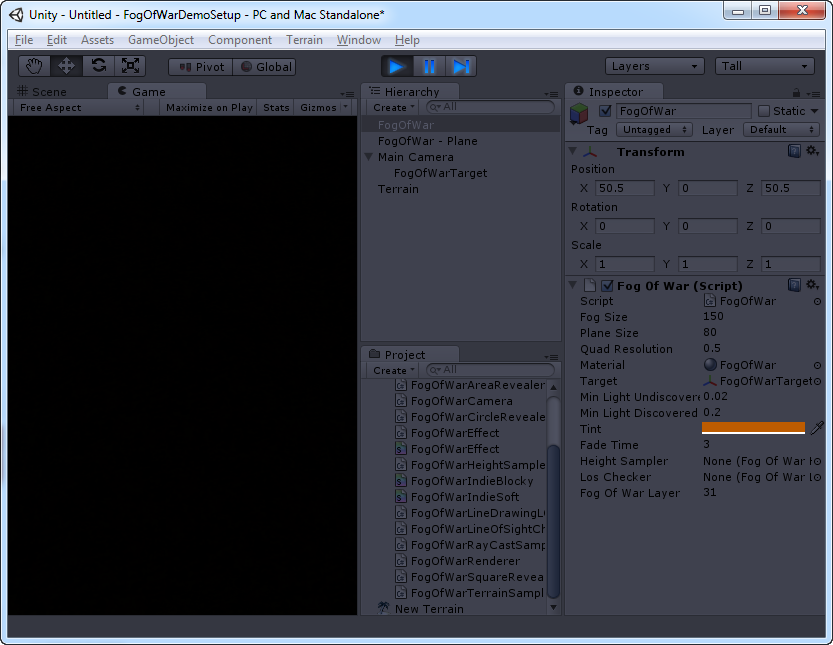 Unity - Untitled - FogOfWarDemoSetup - PC and Mac Standalone*
File Edit Assets GameObject Component Terrain Window Help
Pivot Global Layers Tall
Scene Game
Free Aspect Maximize on Play Stats Gizmos
Hierarchy
Create All
FogOfWar
FogOfWar - Plane
Main Camera
FogOfWarTarget
Terrain
Project
Create All
FogOfWarAreaRevealer
FogOfWarCamera
FogOfWarCircleReveale
FogOfWarEffect
FogOfWarEffect
FogOfWarHeightSample
FogOfWarIndieBlocky
FogOfWarIndieSoft
FogOfWarLineDrawingL
FogOfWarLineOfSightCh
FogOfWarRayCastSamp
FogOfWarRenderer
FogOfWarSquareRevea
FogOfWarTerrainSampl
New Terrain
Inspector
FogOfWar Static
Tag Untagged Layer Default
Transform
Position
X 50.5 Y 0 Z 50.5
Rotation
X 0 Y 0 Z 0
Scale
X 1 Y 1 Z 1
Fog Of War (Script)
Script FogOfWar
Fog Size 150
Plane Size 80
Quad Resolution 0.5
Material FogOfWar
Target FogOfWarTarget
Min Light Undiscovere 0.02
Min Light Discovered 0.2
Tint
Fade Time 3
Height Sampler None (Fog Of War H
Los Checker None (Fog Of War L
Fog Of War Layer 31